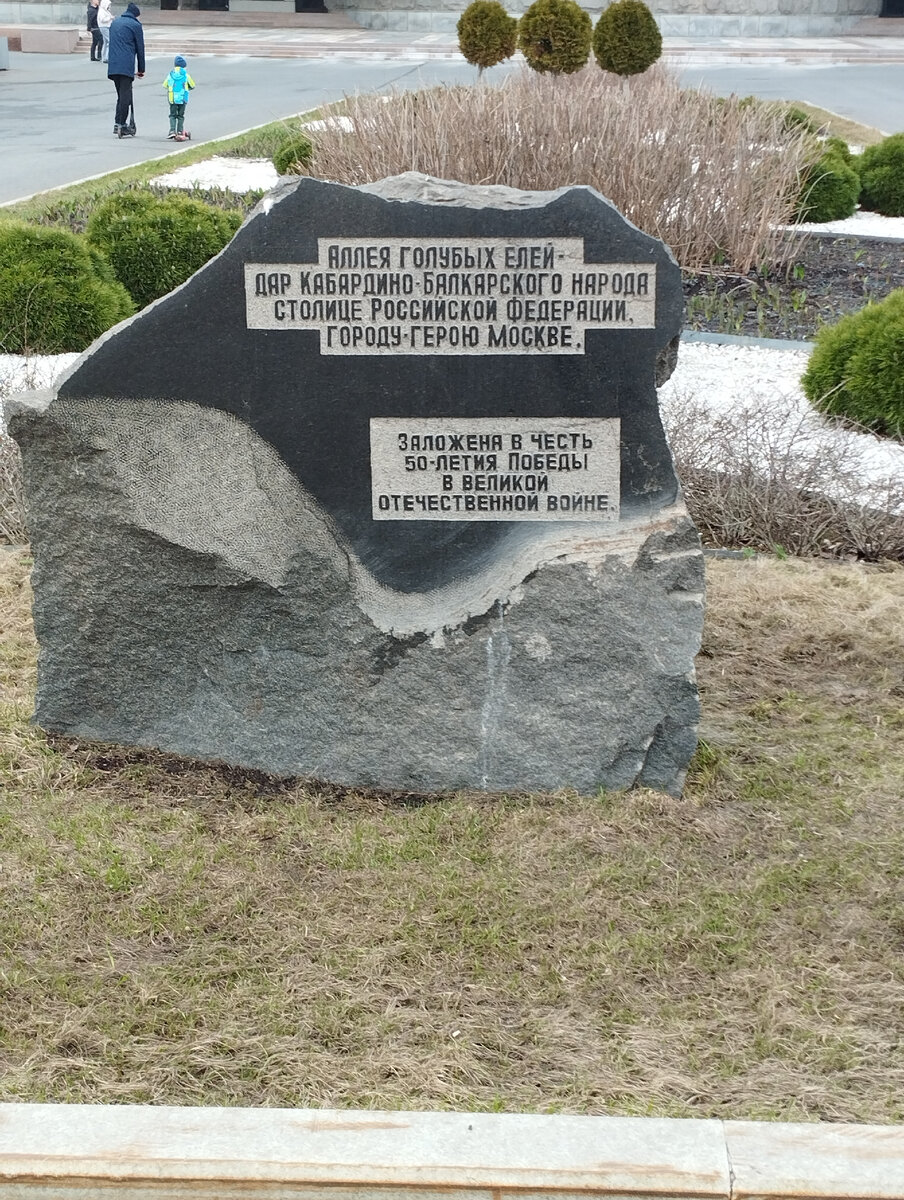 Аллея голубых елей-
дар Кабардино-Балкарского народа
столице Российской Федерации,
городу-герою Москве.
Заложена в честь
50-летия Победы
в Великой
Отечественной войне.